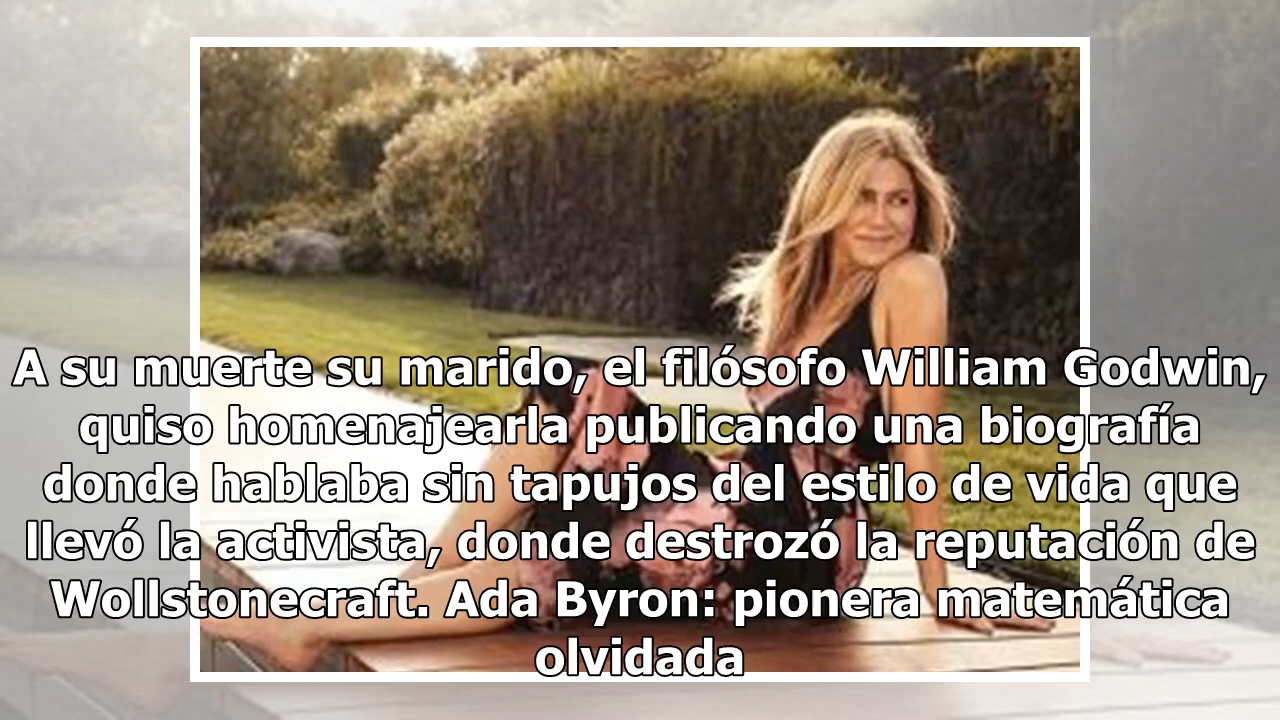 A su muerte su marido, el filósofo William Godwin,
quiso homenajearla publicando una biografía
donde hablaba sin tapujos del estilo de vida que
llevó la activista, donde destrozó la reputación de
Wollstonecraft. Ada Byron: pionera matemática
olvidada